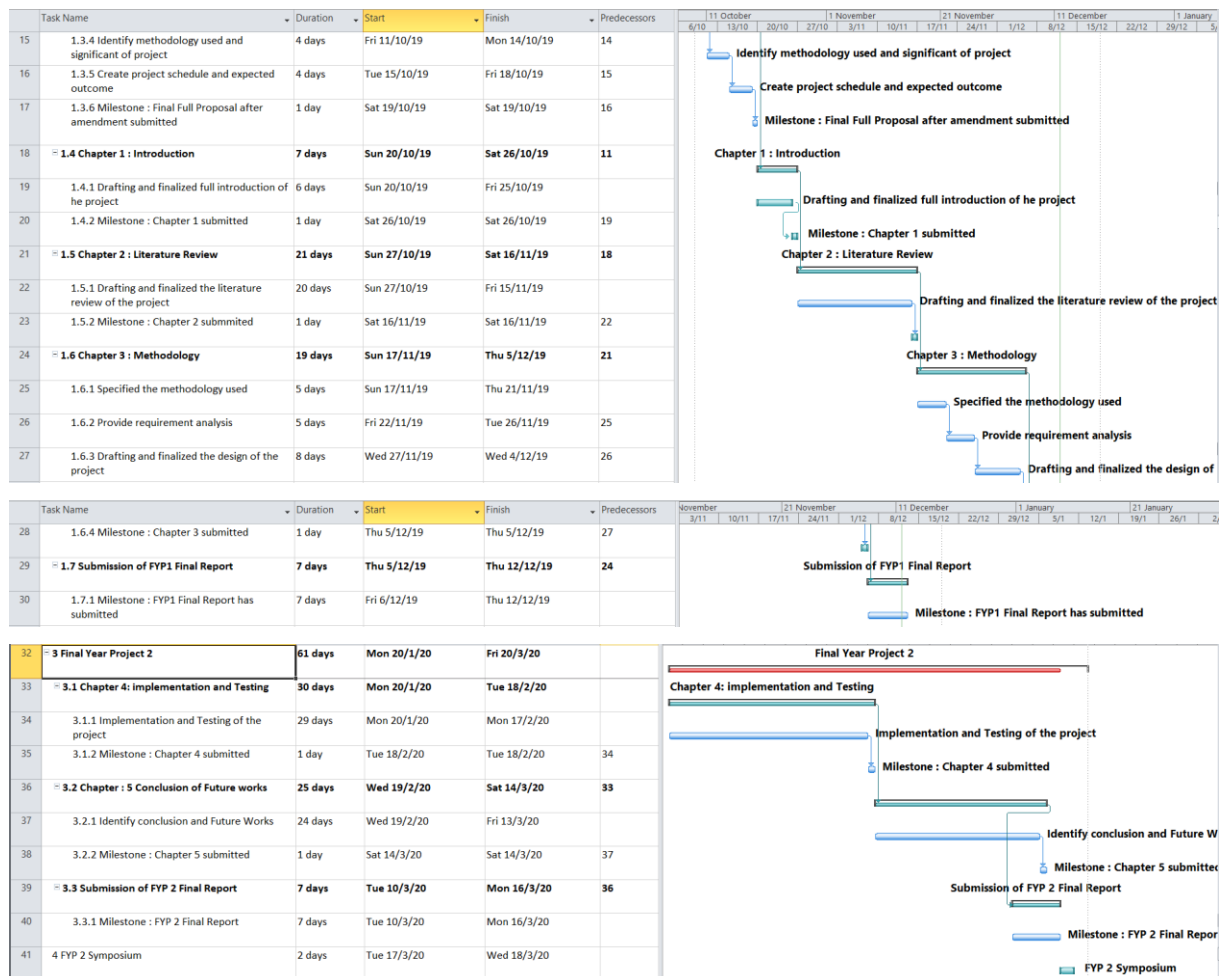 Task Name Duration Start Finish Predecessors
11 October 1 November 21 November 11 December 1 January
6/10 13/10 20/10 27/10 3/11 10/11 17/11 24/11 1/12 8/12 15/12 22/12 29/12 5/
15 1.3.4 Identify methodology used and 4 days Fri 11/10/19 Mon 14/10/19 14
significant of project
Identify methodology used and significant of project
16 1.3.5 Create project schedule and expected 4 days Tue 15/10/19 Fri 18/10/19 15
outcome
Create project schedule and expected outcome
17 1.3.6 Milestone : Final Full Proposal after 1 day Sat 19/10/19 Sat 19/10/19 16
amendment submitted
Milestone : Final Full Proposal after amendment submitted
18 1.4 Chapter 1 : Introduction 7 days Sun 20/10/19 Sat 26/10/19 11
Chapter 1 : Introduction
19 1.4.1 Drafting and finalized full introduction of 6 days Sun 20/10/19 Fri 25/10/19
he project
Drafting and finalized full introduction of he project
20 1.4.2 Milestone : Chapter 1 submitted 1 day Sat 26/10/19 Sat 26/10/19 19
Milestone : Chapter 1 submitted
21 1.5 Chapter 2 : Literature Review 21 days Sun 27/10/19 Sat 16/11/19 18
Chapter 2 : Literature Review
22 1.5.1 Drafting and finalized the literature 20 days Sun 27/10/19 Fri 15/11/19
review of the project
Drafting and finalized the literature review of the project
23 1.5.2 Milestone : Chapter 2 submmited 1 day Sat 16/11/19 Sat 16/11/19 22
24 1.6 Chapter 3 : Methodology 19 days Sun 17/11/19 Thu 5/12/19 21
Chapter 3 : Methodology
25 1.6.1 Specified the methodology used 5 days Sun 17/11/19 Thu 21/11/19
Specified the methodology used
26 1.6.2 Provide requirement analysis 5 days Fri 22/11/19 Tue 26/11/19 25
Provide requirement analysis
27 1.6.3 Drafting and finalized the design of the 8 days Wed 27/11/19 Wed 4/12/19 26
project
Drafting and finalized the design of
Task Name Duration Start Finish Predecessors
November 21 November 11 December 1 January 21 January
3/11 10/11 17/11 24/11 1/12 8/12 15/12 22/12 29/12 5/1 12/1 19/1 26/1 2/
28 1.6.4 Milestone : Chapter 3 submitted 1 day Thu 5/12/19 Thu 5/12/19 27
29 1.7 Submission of FYP1 Final Report 7 days Thu 5/12/19 Thu 12/12/19 24
Submission of FYP1 Final Report
30 1.7.1 Milestone : FYP1 Final Report has 7 days Fri 6/12/19 Thu 12/12/19
submitted
Milestone : FYP1 Final Report has submitted
32 3 Final Year Project 2 61 days Mon 20/1/20 Fri 20/3/20
Final Year Project 2
33 3.1 Chapter 4: implementation and Testing 30 days Mon 20/1/20 Tue 18/2/20
Chapter 4: implementation and Testing
34 3.1.1 Implementation and Testing of the 29 days Mon 20/1/20 Mon 17/2/20
project
Implementation and Testing of the project
35 3.1.2 Milestone : Chapter 4 submitted 1 day Tue 18/2/20 Tue 18/2/20 34
Milestone : Chapter 4 submitted
36 3.2 Chapter : 5 Conclusion of Future works 25 days Wed 19/2/20 Sat 14/3/20 33
37 3.2.1 Identify conclusion and Future Works 24 days Wed 19/2/20 Fri 13/3/20
Identify conclusion and Future W
38 3.2.2 Milestone : Chapter 5 submitted 1 day Sat 14/3/20 Sat 14/3/20 37
Milestone : Chapter 5 submitted
39 3.3 Submission of FYP 2 Final Report 7 days Tue 10/3/20 Mon 16/3/20 36
Submission of FYP 2 Final Report
40 3.3.1 Milestone : FYP 2 Final Report 7 days Tue 10/3/20 Mon 16/3/20
Milestone : FYP 2 Final Repor
41 4 FYP 2 Symposium 2 days Tue 17/3/20 Wed 18/3/20
FYP 2 Symposium